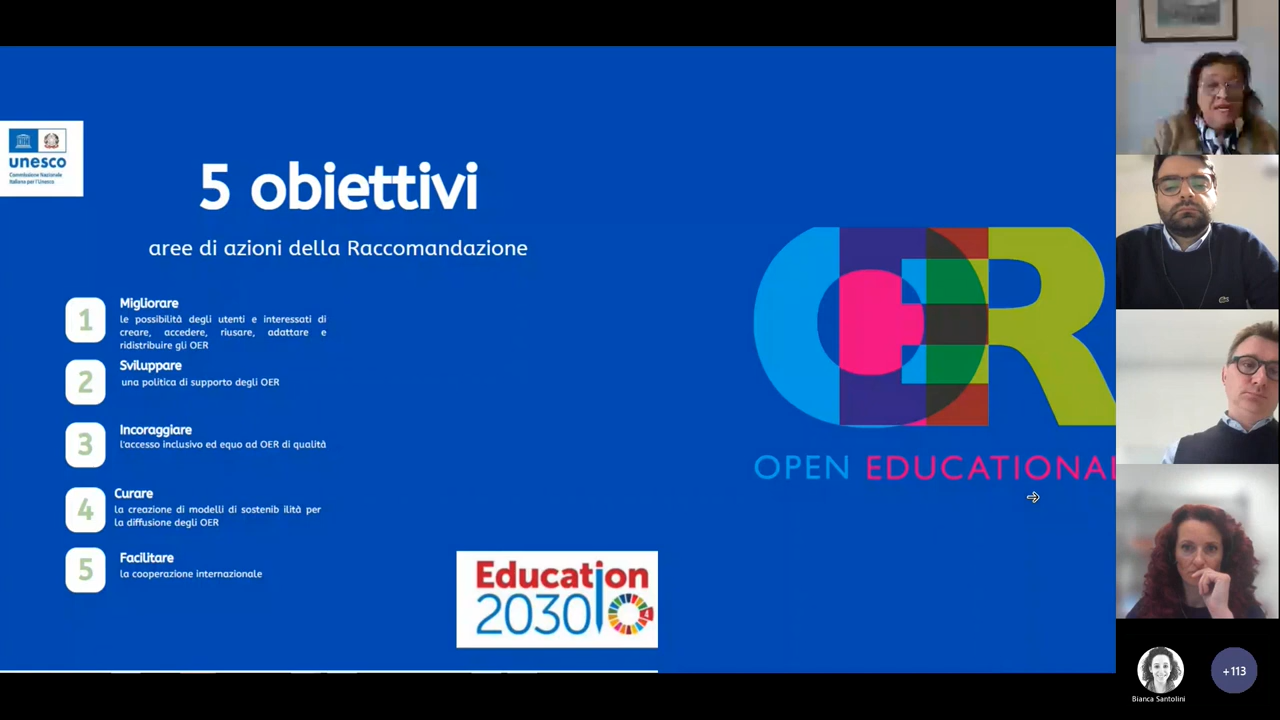 unesco
Commissione Nazionale
Italiana per l'Unesco
5 obiettivi
aree di azioni della Raccomandazione
1
Migliorare
le possibilità degli utenti e interessati di
creare, accedere, riusare, adattare e
ridistribuire gli OER
2
Sviluppare
una politica di supporto degli OER
3
Incoraggiare
l'accesso inclusivo ed equo ad OER di qualità
4
Curare
la creazione di modelli di sostenib ilità per
la diffusione degli OER
5
Facilitare
la cooperazione internazionale
Education
2030
4
OER
OPEN EDUCATIONAL
Bianca Santolini
+113